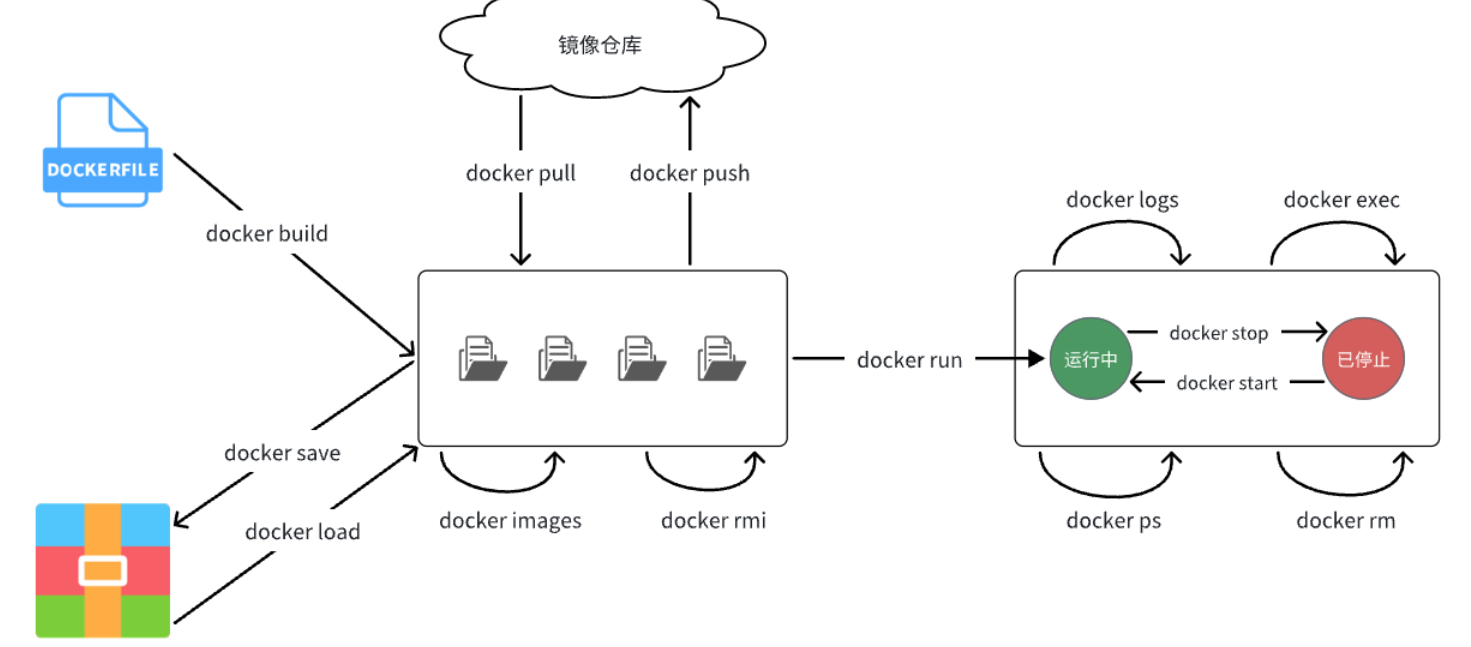 镜像仓库
DOCKERFILE
docker pull
docker push
docker build
docker logs
docker exec
docker run
运行中
docker stop
docker start
已停止
docker save
docker load
docker images
docker rmi
docker ps
docker rm